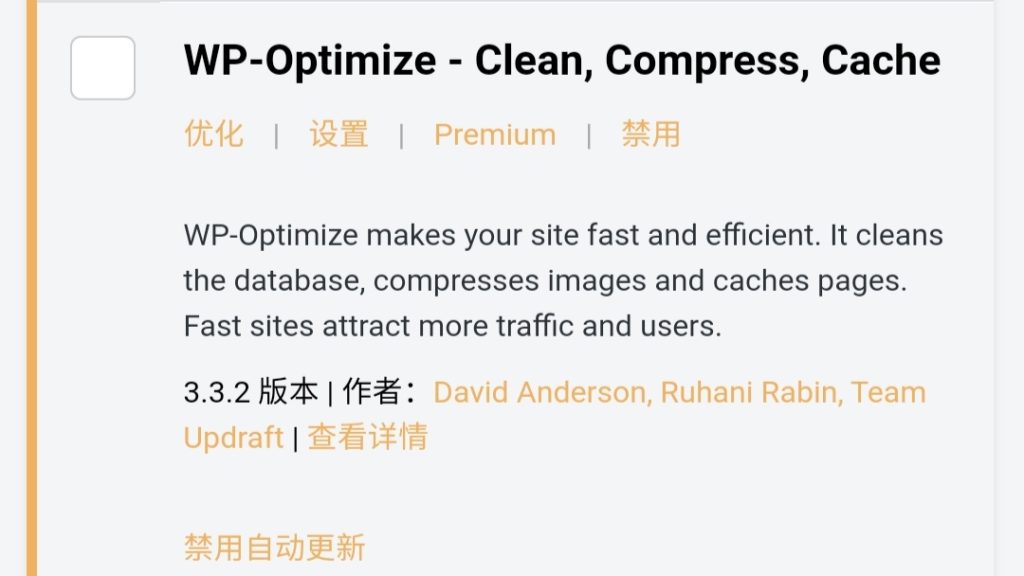 WP-Optimize - Clean, Compress, Cache
优化 | 设置 | Premium | 禁用
WP-Optimize makes your site fast and efficient. It cleans
the database, compresses images and caches pages.
Fast sites attract more traffic and users.
3.3.2 版本 | 作者：David Anderson, Ruhani Rabin, Team
Updraft | 查看详情
禁用自动更新